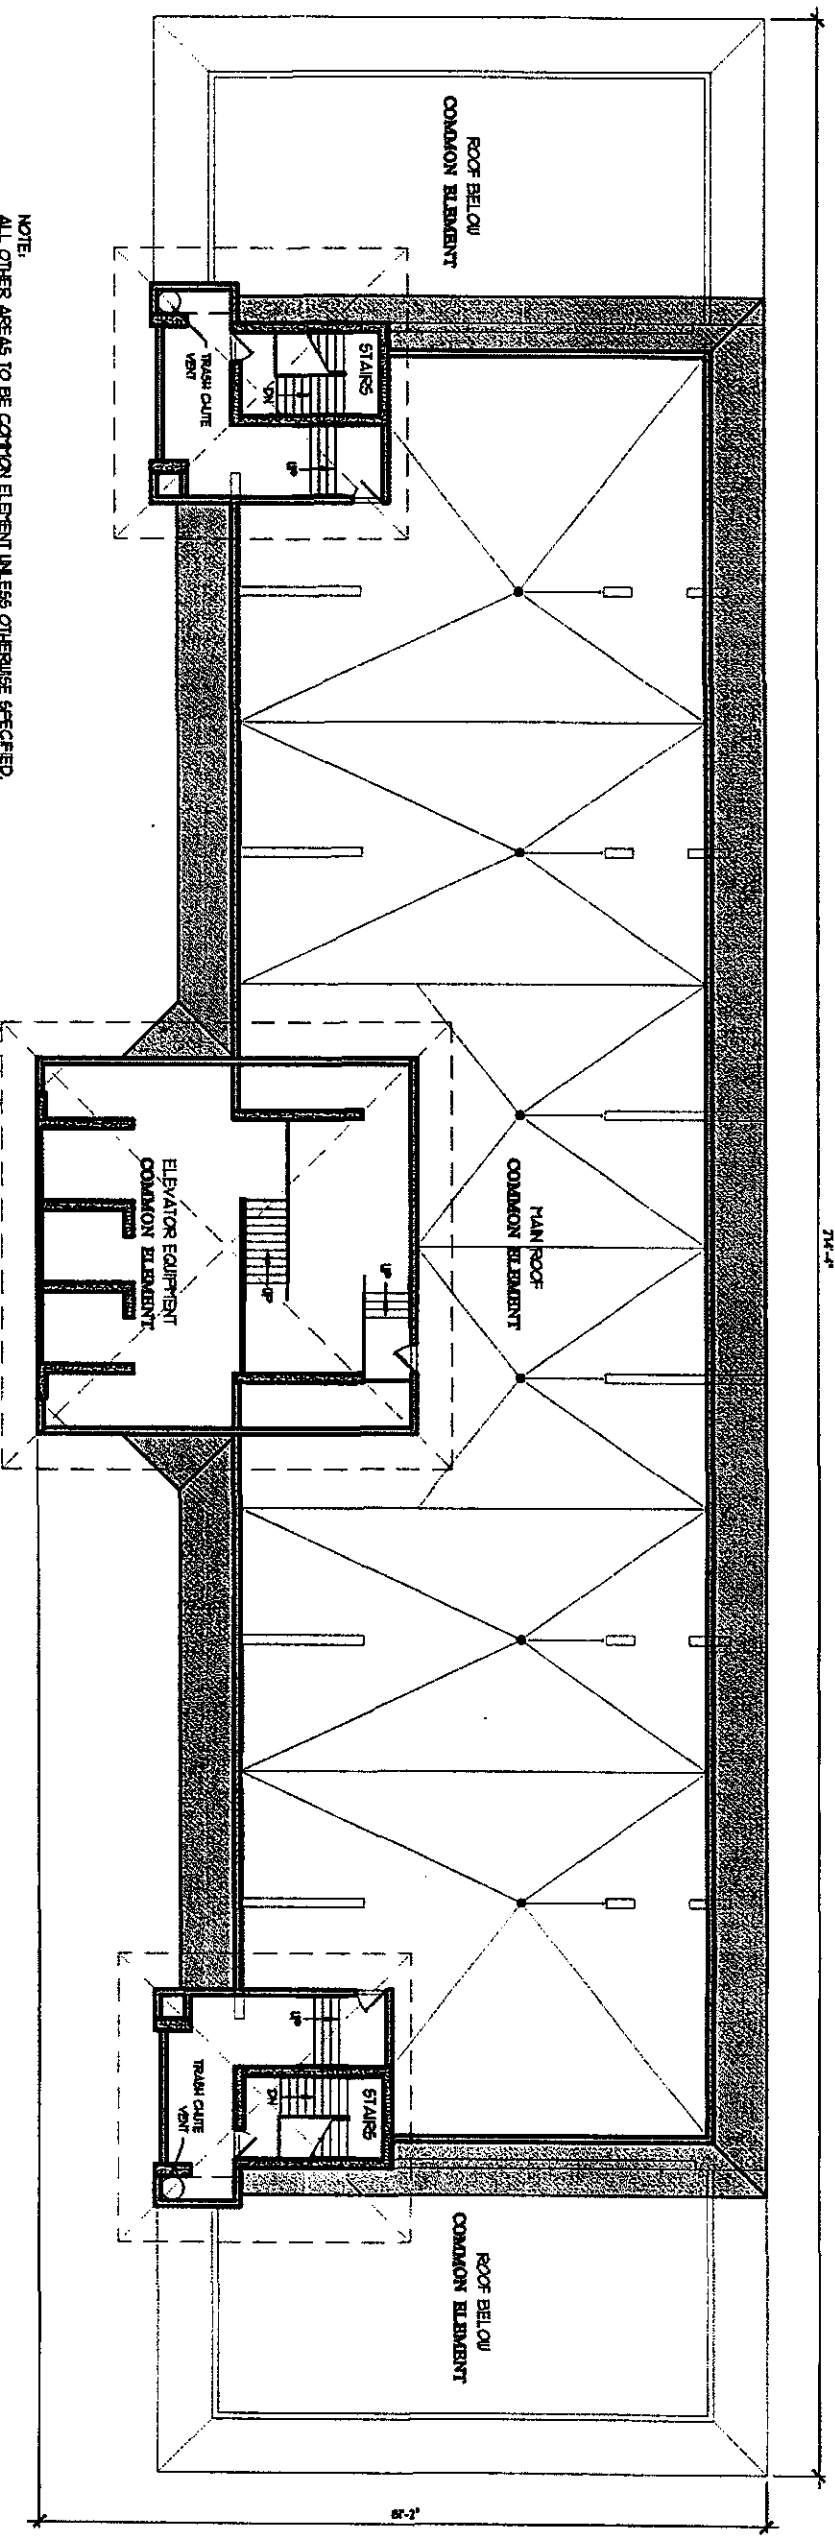 ROOF BELOW
COMMON ELEMENT
MAIN ROOF
COMMON ELEMENT
ROOF BELOW
COMMON ELEMENT
STAIRS
DN
UP
UP
UP
UP
STAIRS
DN
TRASH CHUTE
VENT
ELEVATOR EQUIPMENT
COMMON ELEMENT
TRASH CHUTE
VENT
NOTE:
ALL OTHER AREAS TO BE COMMON ELEMENT UNLESS OTHERWISE SPECIFIED.